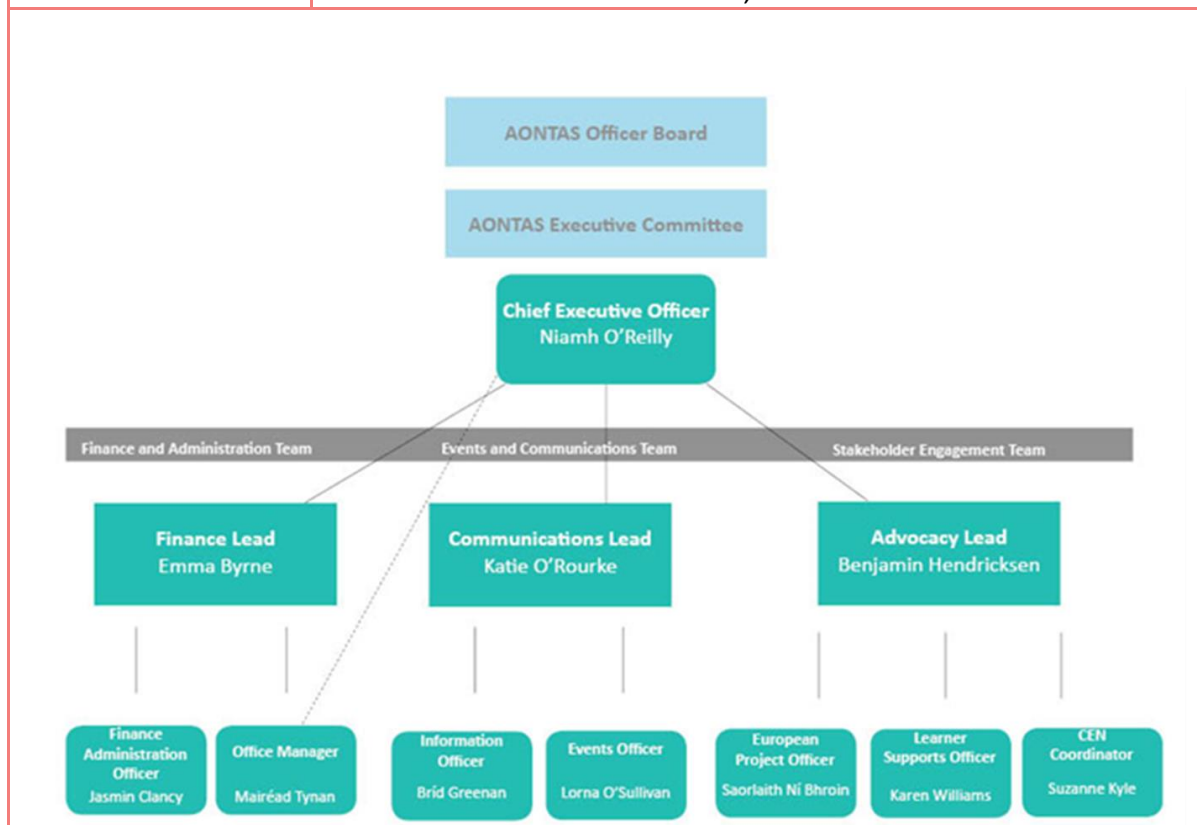 AONTAS Officer Board
AONTAS Executive Committee
Chief Executive Officer
Niamh O'Reilly
Finance and Administration Team
Events and Communications Team
Stakeholder Engagement Team
Finance Lead
Emma Byrne
Communications Lead
Katie O'Rourke
Advocacy Lead
Benjamin Hendricksen
Finance
Administration
Officer
Jasmin Clancy
Office Manager
Mairéad Tynan
Information
Officer
Bríd Greenan
Events Officer
Lorna O'Sullivan
European
Project Officer
Saorlaith Ní Bhroin
Learner
Supports Officer
Karen Williams
CEN
Coordinator
Suzanne Kyle